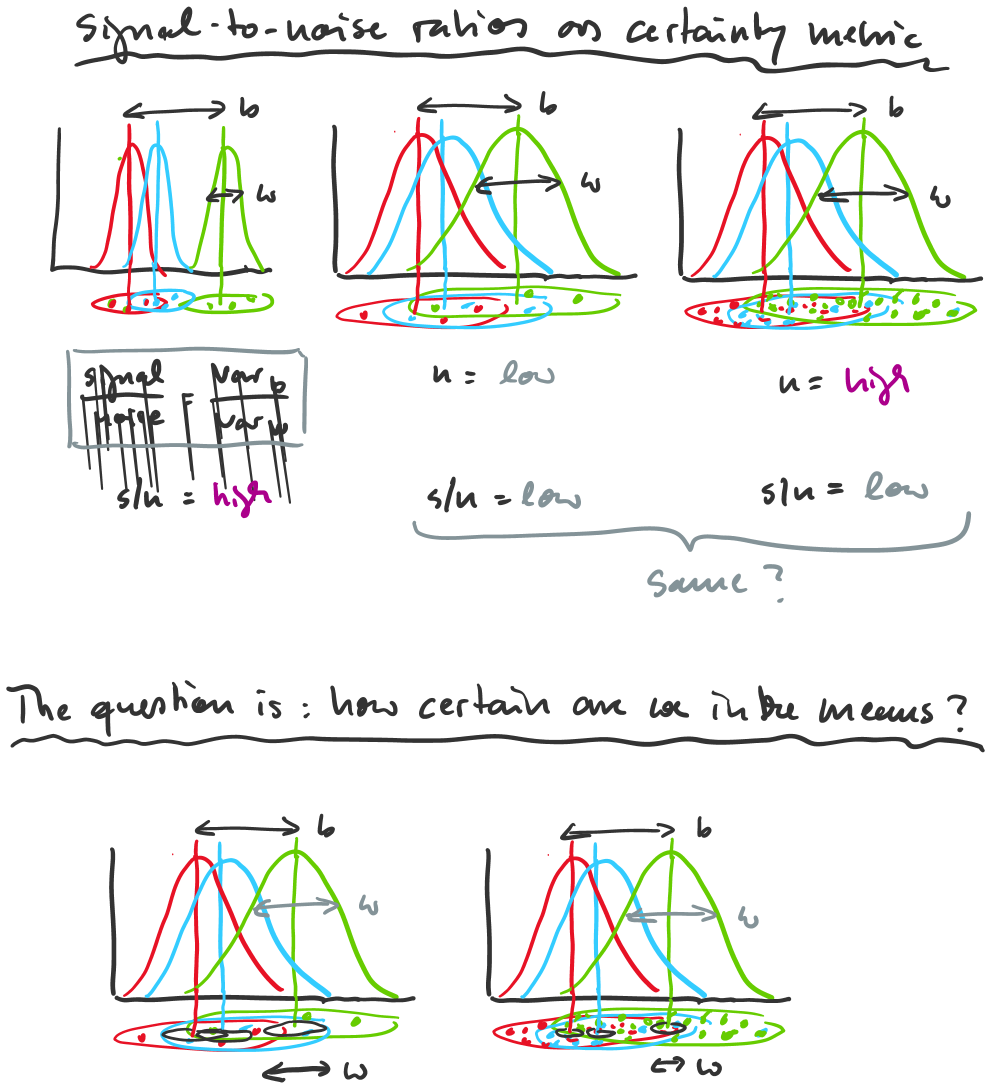 signal-to-noise ratios as certainty metric
b
b
b
w
w
w
signal / noise = var b / var w
n = low
n = high
s/n = high
s/n = low
s/n = low
same?
The question is: how certain are we in the means?
b
b
w
w
w
w